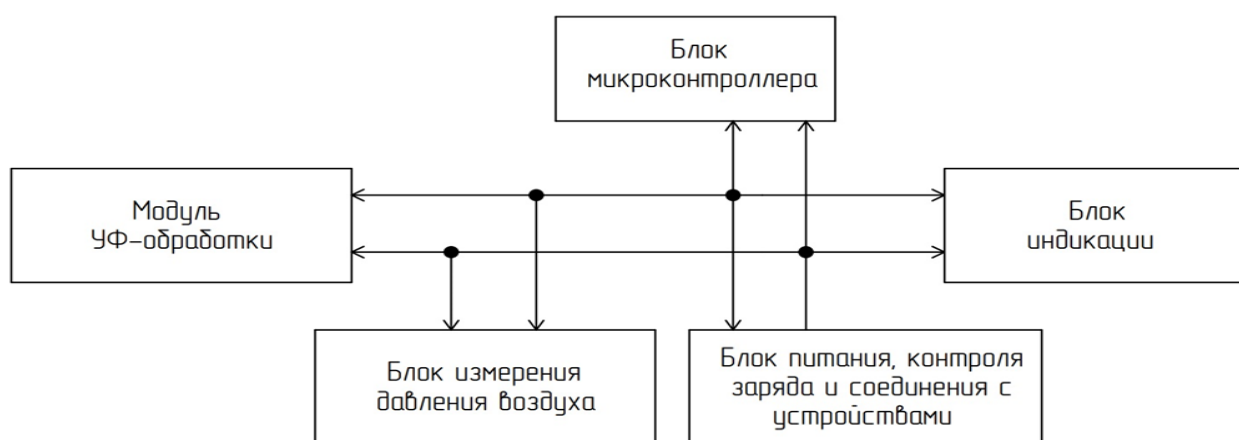 Блок
микроконтроллера
Модуль
УФ-обработки
Блок
индикации
Блок измерения
давления воздуха
Блок питания, контроля
заряда и соединения с
устройствами